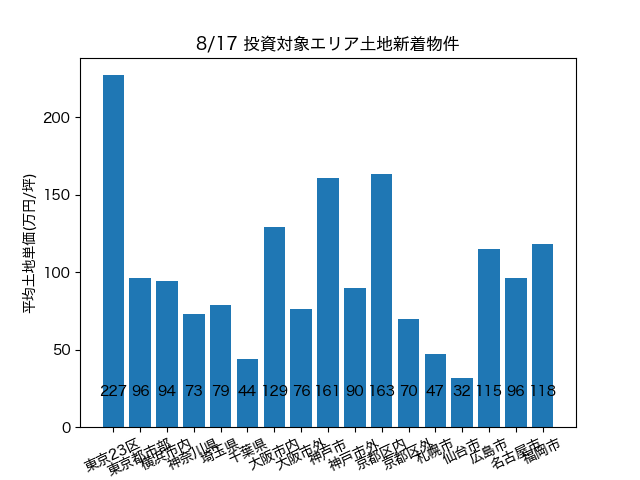 8/17 投資対象エリア土地新着物件
平均土地単価(万円/坪)
200
150
100
50
0
227 96 94 73 79 44 129 76 161 90 163 70 47 32 115 96 118
東京23区
東京都市部
横浜市内
神奈川県
埼玉県
千葉県
大阪市内
大阪市外
神戸市
神戸市外
京都区内
京都区外
札幌市
仙台市
広島市
名古屋市
福岡市